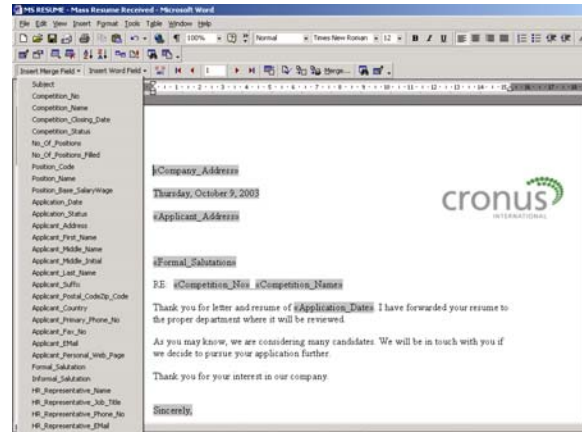 MS RESUME - Mass Resume Received - Microsoft Word
File Edit View Insert Format Tools Table Window Help
100% Normal Times New Roman 12 B I U
Insert Merge Field Insert Word Field 1 Merge...
Subject
Competition_No
Competition_Name
Competition_Closing_Date
Competition_Status
No_Of_Positions
No_Of_Positions_Filled
Position_Code
Position_Name
Position_Base_SalaryWage
Application_Date
Application_Status
Applicant_Address
Applicant_First_Name
Applicant_Middle_Name
Applicant_Middle_Initial
Applicant_Last_Name
Applicant_Suffix
Applicant_Postal_CodeZip_Code
Applicant_Country
Applicant_Primary_Phone_No
Applicant_Fax_No
Applicant_EMail
Applicant_Personal_Web_Page
Formal_Salutation
Informal_Salutation
HR_Representative_Name
HR_Representative_Job_Title
HR_Representative_Phone_No
HR_Representative_EMail
«Company_Address»
Thursday, October 9, 2003
cronus
INTERNATIONAL
«Applicant_Address»
«Formal_Salutation»
RE: «Competition_No», «Competition_Name»
Thank you for letter and resume of «Application_Date». I have forwarded your resume to
the proper department where it will be reviewed.
As you may know, we are considering many candidates. We will be in touch with you if
we decide to pursue your application further.
Thank you for your interest in our company.
Sincerely,